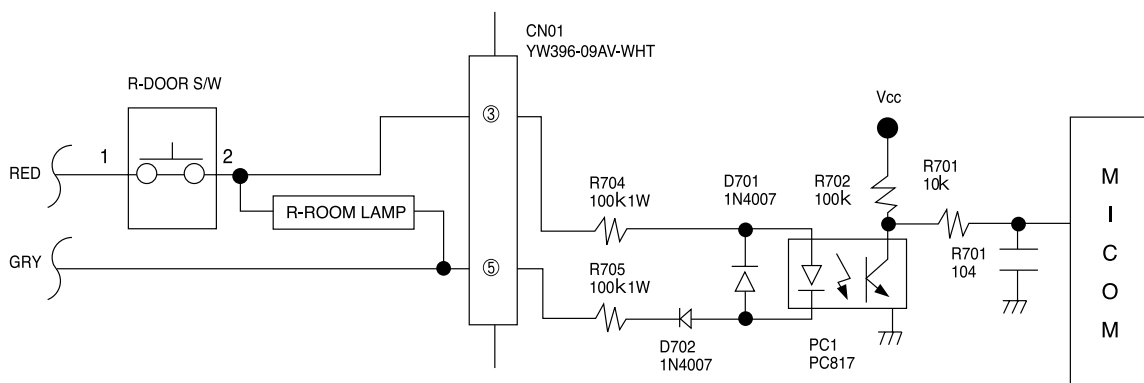 CN01
YW396-09AV-WHT
R-DOOR S/W
RED
1
2
③
R-ROOM LAMP
GRY
⑤
R704
100k1W
R705
100k1W
D701
1N4007
D702
1N4007
R702
100k
Vcc
R701
10k
R701
104
PC1
PC817
M
I
C
O
M